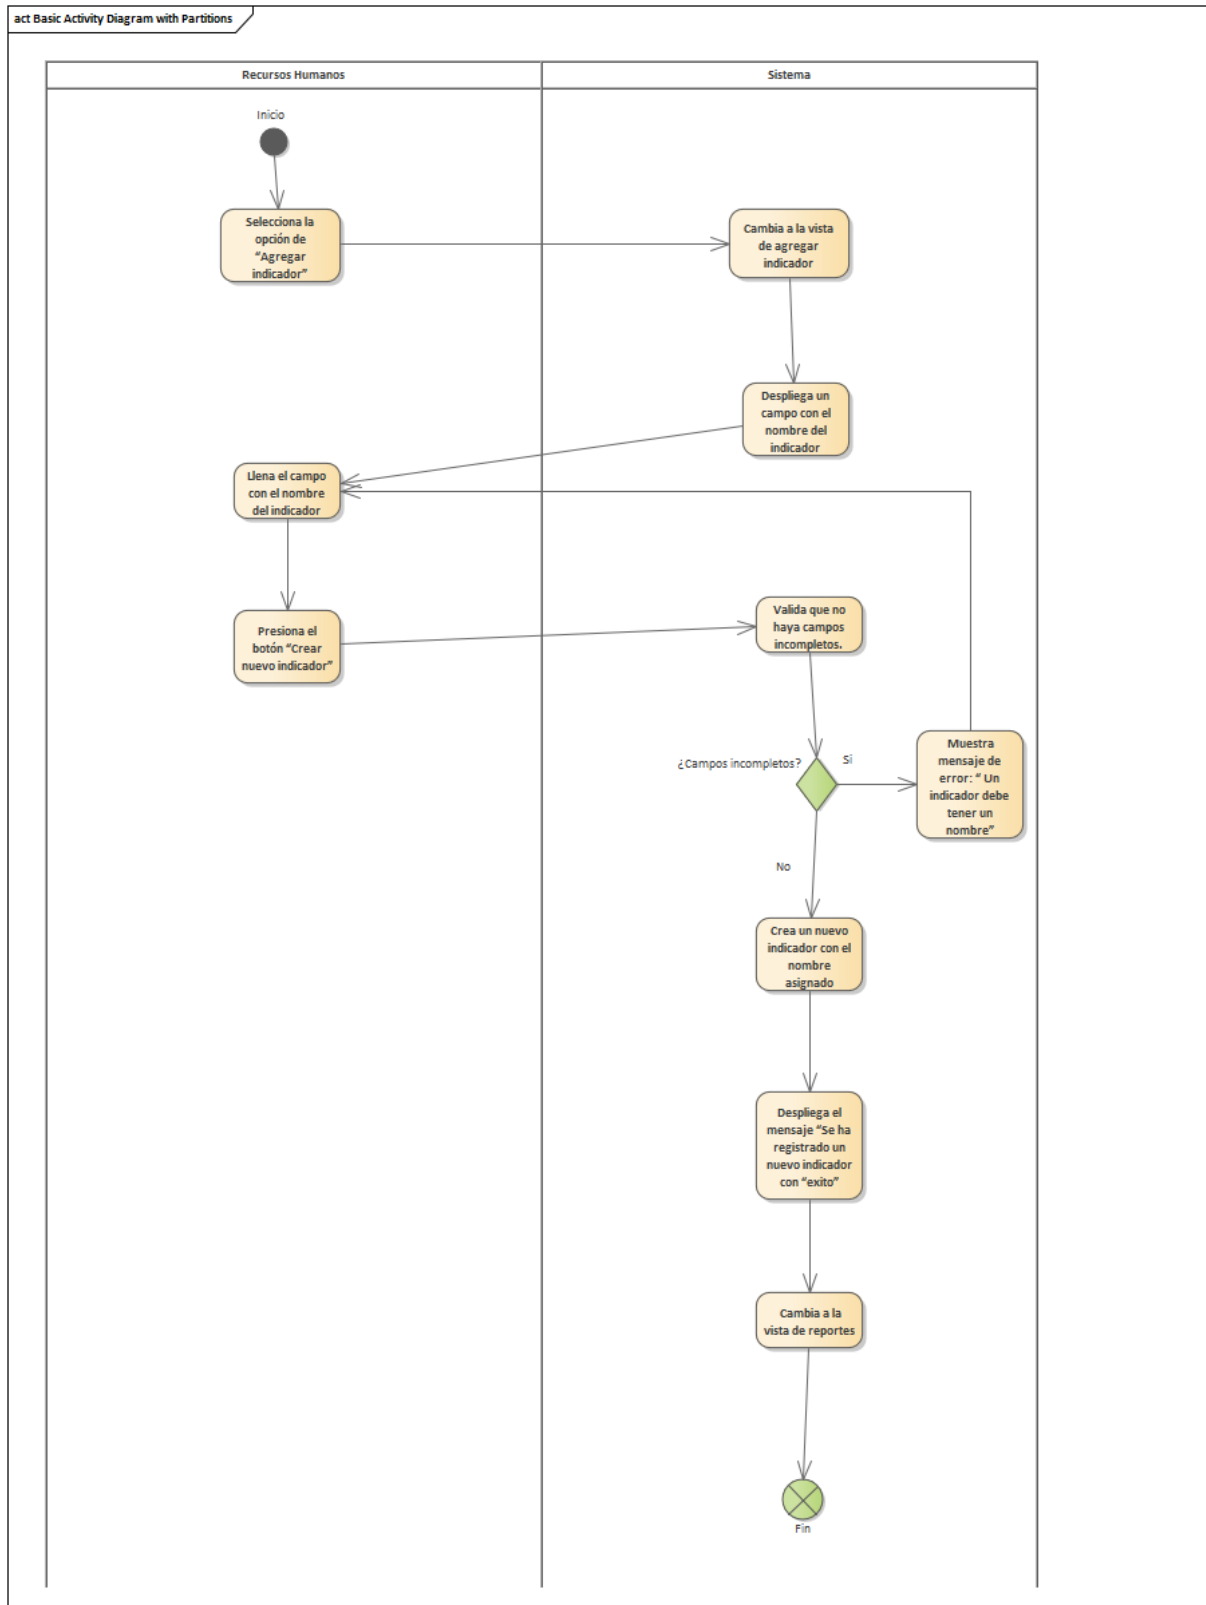 act Basic Activity Diagram with Partitions
Recursos Humanos
Sistema
Inicio
Selecciona la
opción de
“Agregar
indicador”
Cambia a la vista
de agregar
indicador
Despliega un
campo con el
nombre del
indicador
Llena el campo
con el nombre
del indicador
Presiona el
botón “Crear
nuevo indicador”
Valida que no
haya campos
incompletos.
¿Campos incompletos?
Si
Muestra
mensaje de
error: “ Un
indicador debe
tener un
nombre”
No
Crea un nuevo
indicador con el
nombre
asignado
Despliega el
mensaje “Se ha
registrado un
nuevo indicador
con “exito”
Cambia a la
vista de reportes
Fin